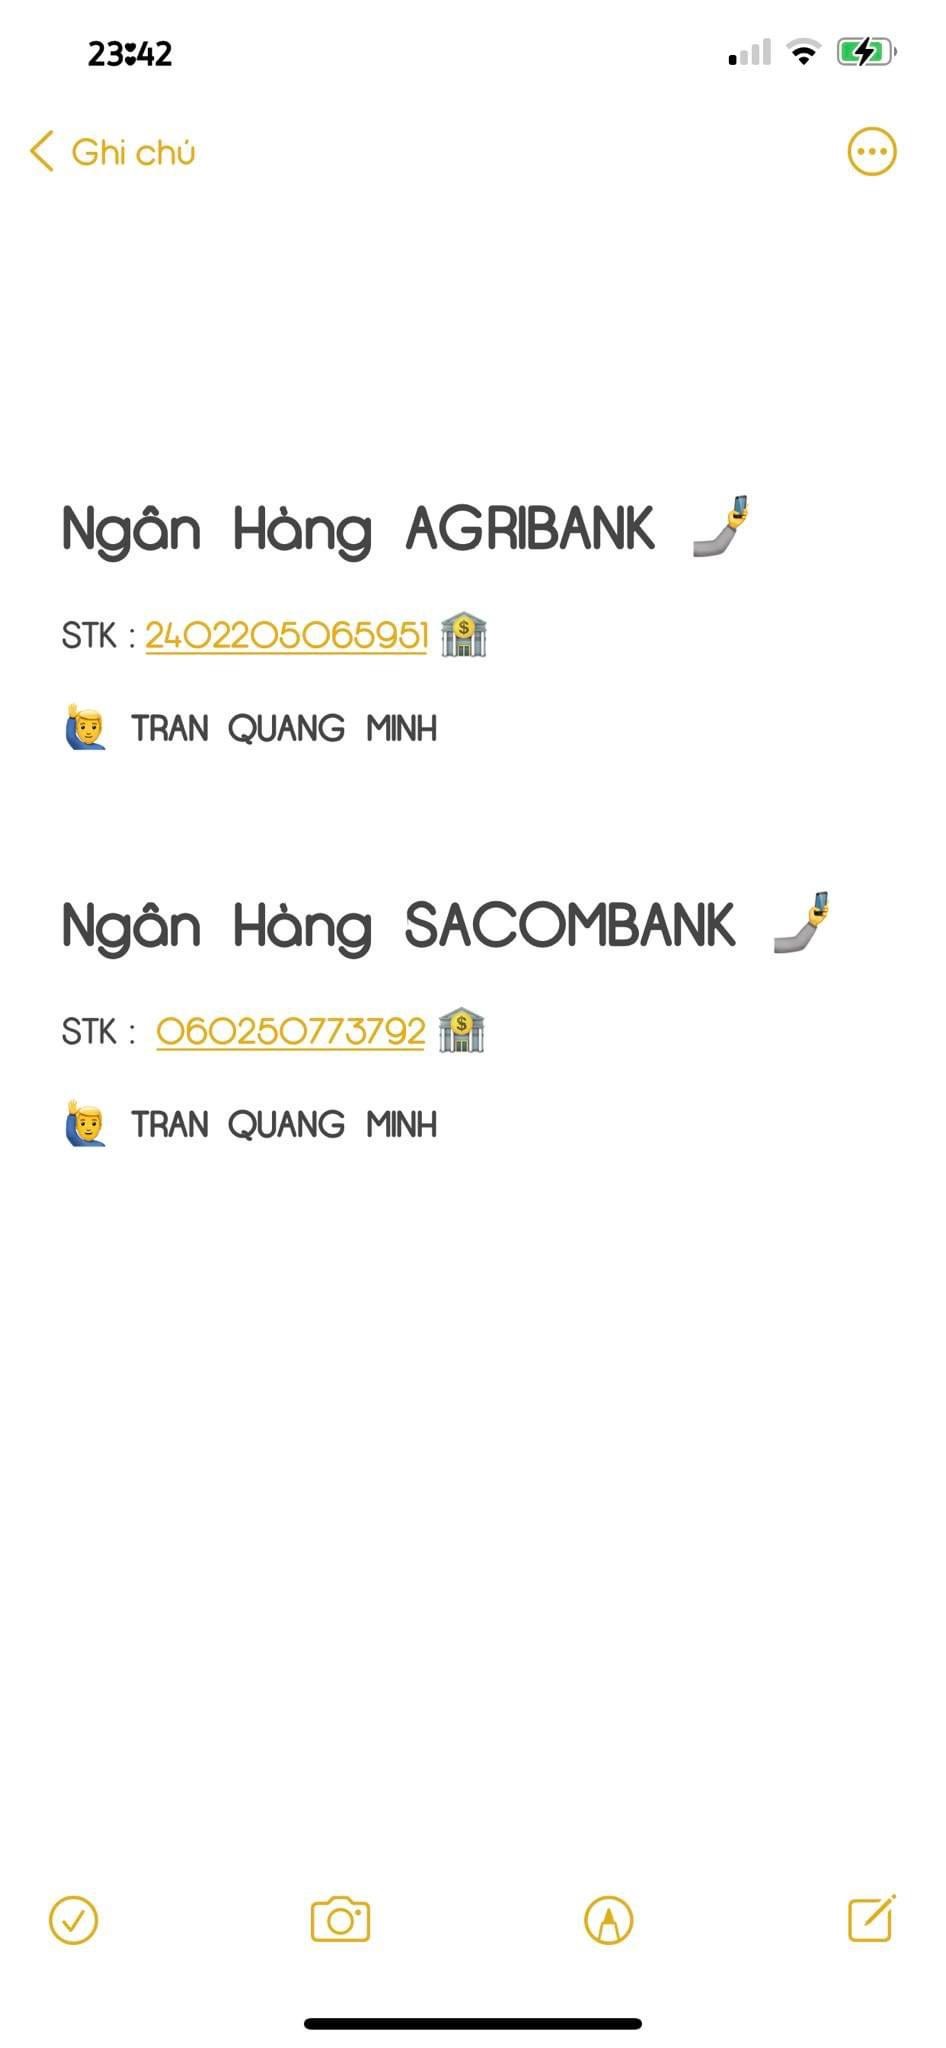 23:42
Ghi chú
Ngân Hàng AGRIBANK
STK : 2402205065951
TRAN QUANG MINH
Ngân Hàng SACOMBANK
STK : 060250773792
TRAN QUANG MINH